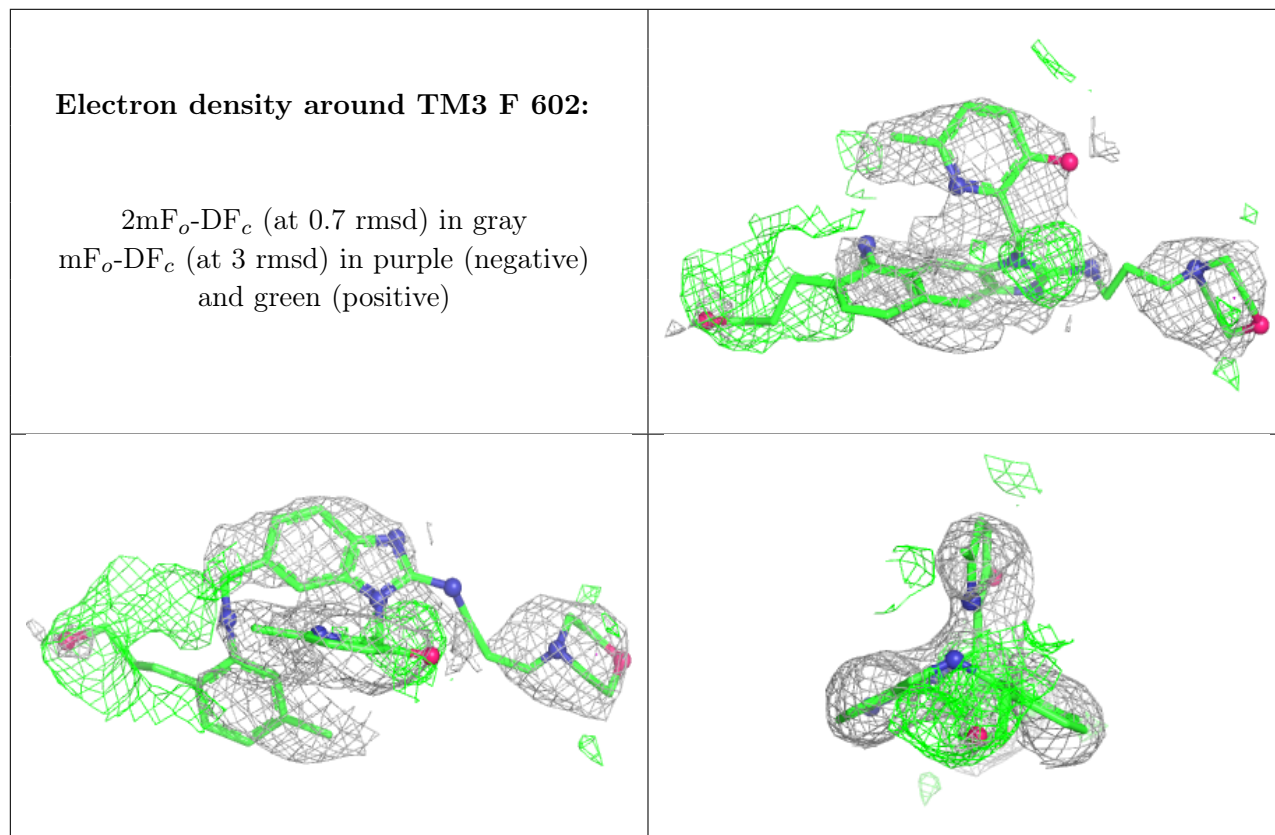 Electron density around TM3 F 602:
2mFo-DFc (at 0.7 rmsd) in gray
mFo-DFc (at 3 rmsd) in purple (negative)
and green (positive)